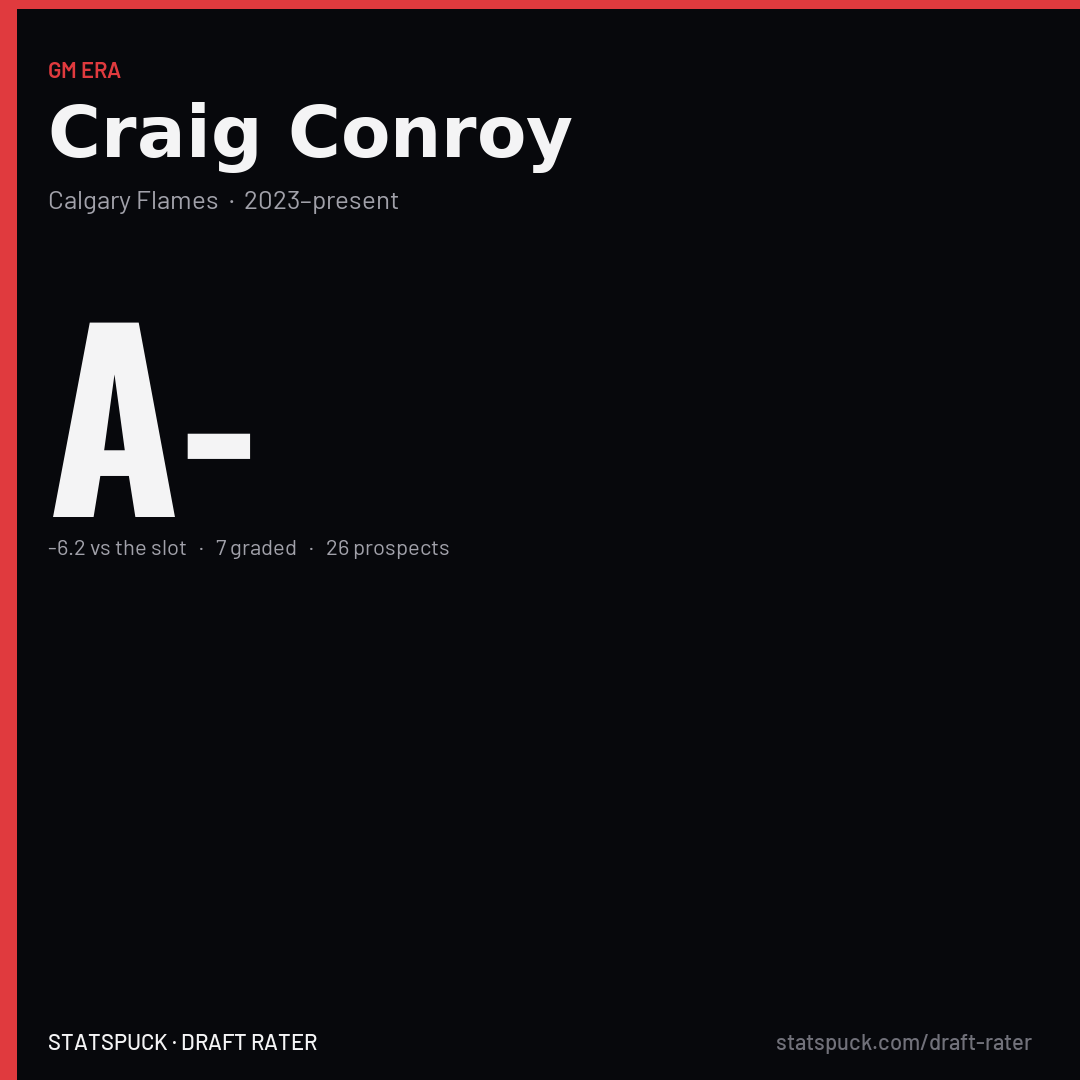 GM ERA
Craig Conroy
Calgary Flames · 2023–present
A-
-6.2 vs the slot · 7 graded · 26 prospects
STATSPUCK · DRAFT RATER
statspuck.com/draft-rater